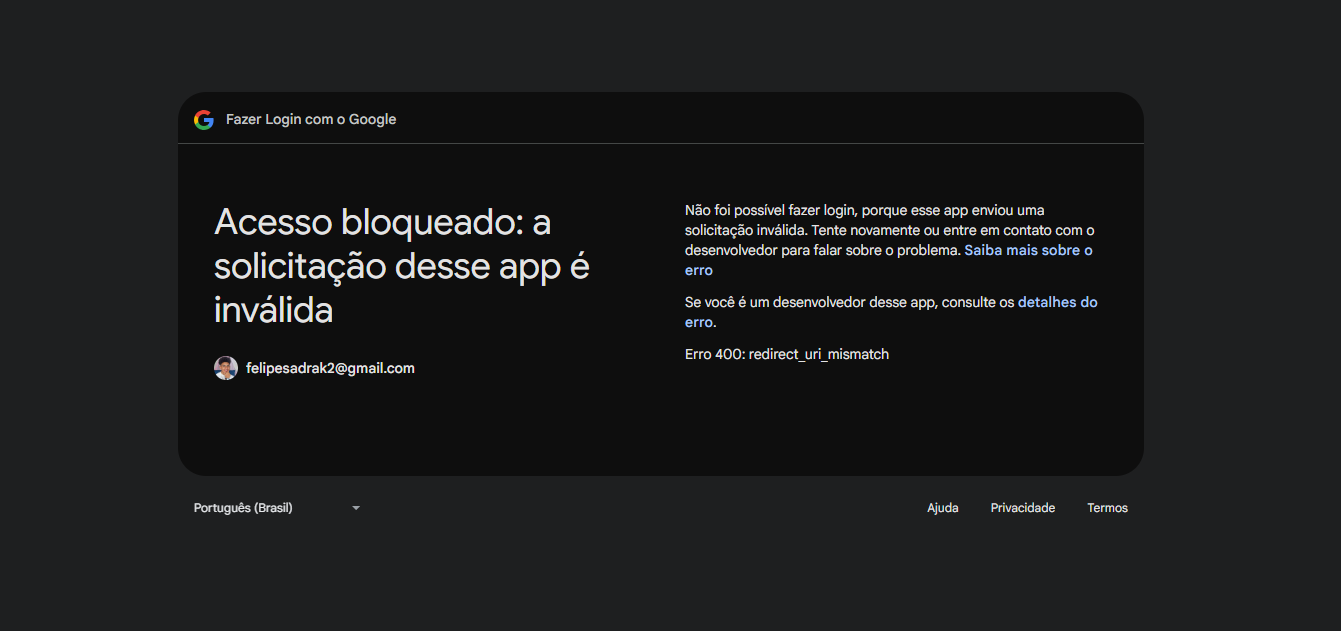 Fazer Login com o Google
Acesso bloqueado: a
solicitação desse app é
inválida
felipesadrak2@gmail.com
Não foi possível fazer login, porque esse app enviou uma
solicitação inválida. Tente novamente ou entre em contato com o
desenvolvedor para falar sobre o problema. Saiba mais sobre o
erro
Se você é um desenvolvedor desse app, consulte os detalhes do
erro.
Erro 400: redirect_uri_mismatch
Português (Brasil)
Ajuda
Privacidade
Termos